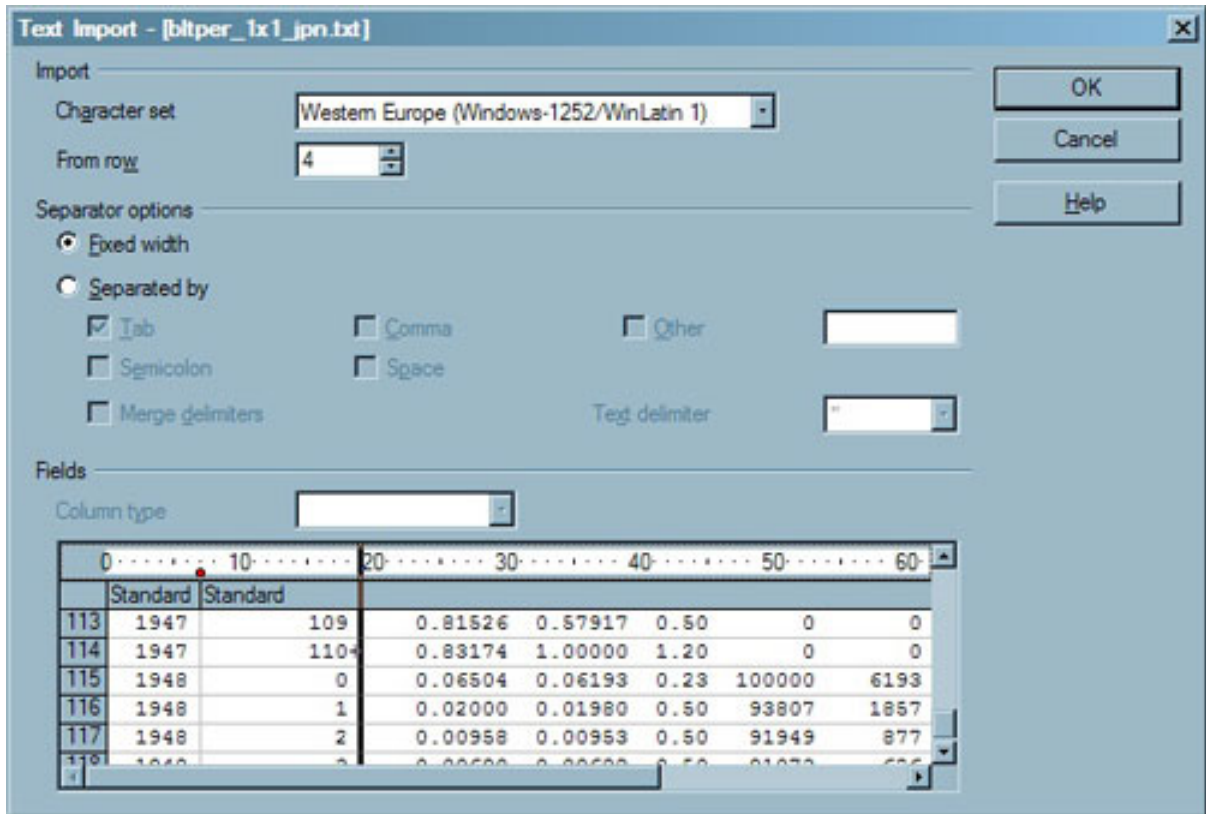 Text Import - [bltper_1x1_jpn.txt]
Import
OK
Character set Western Europe (Windows-1252/WinLatin 1)
Cancel
From row 4
Help
Separator options
Fixed width
Separated by
Tab Comma Other
Semicolon Space
Merge delimiters Text delimiter "
Fields
Column type
0 10 20 30 40 50 60
Standard Standard
113 1947 109 0.81526 0.57917 0.50 0 0
114 1947 110+ 0.83174 1.00000 1.20 0 0
115 1948 0 0.06504 0.06193 0.23 100000 6193
116 1948 1 0.02000 0.01980 0.50 93807 1857
117 1948 2 0.00958 0.00953 0.50 91949 877